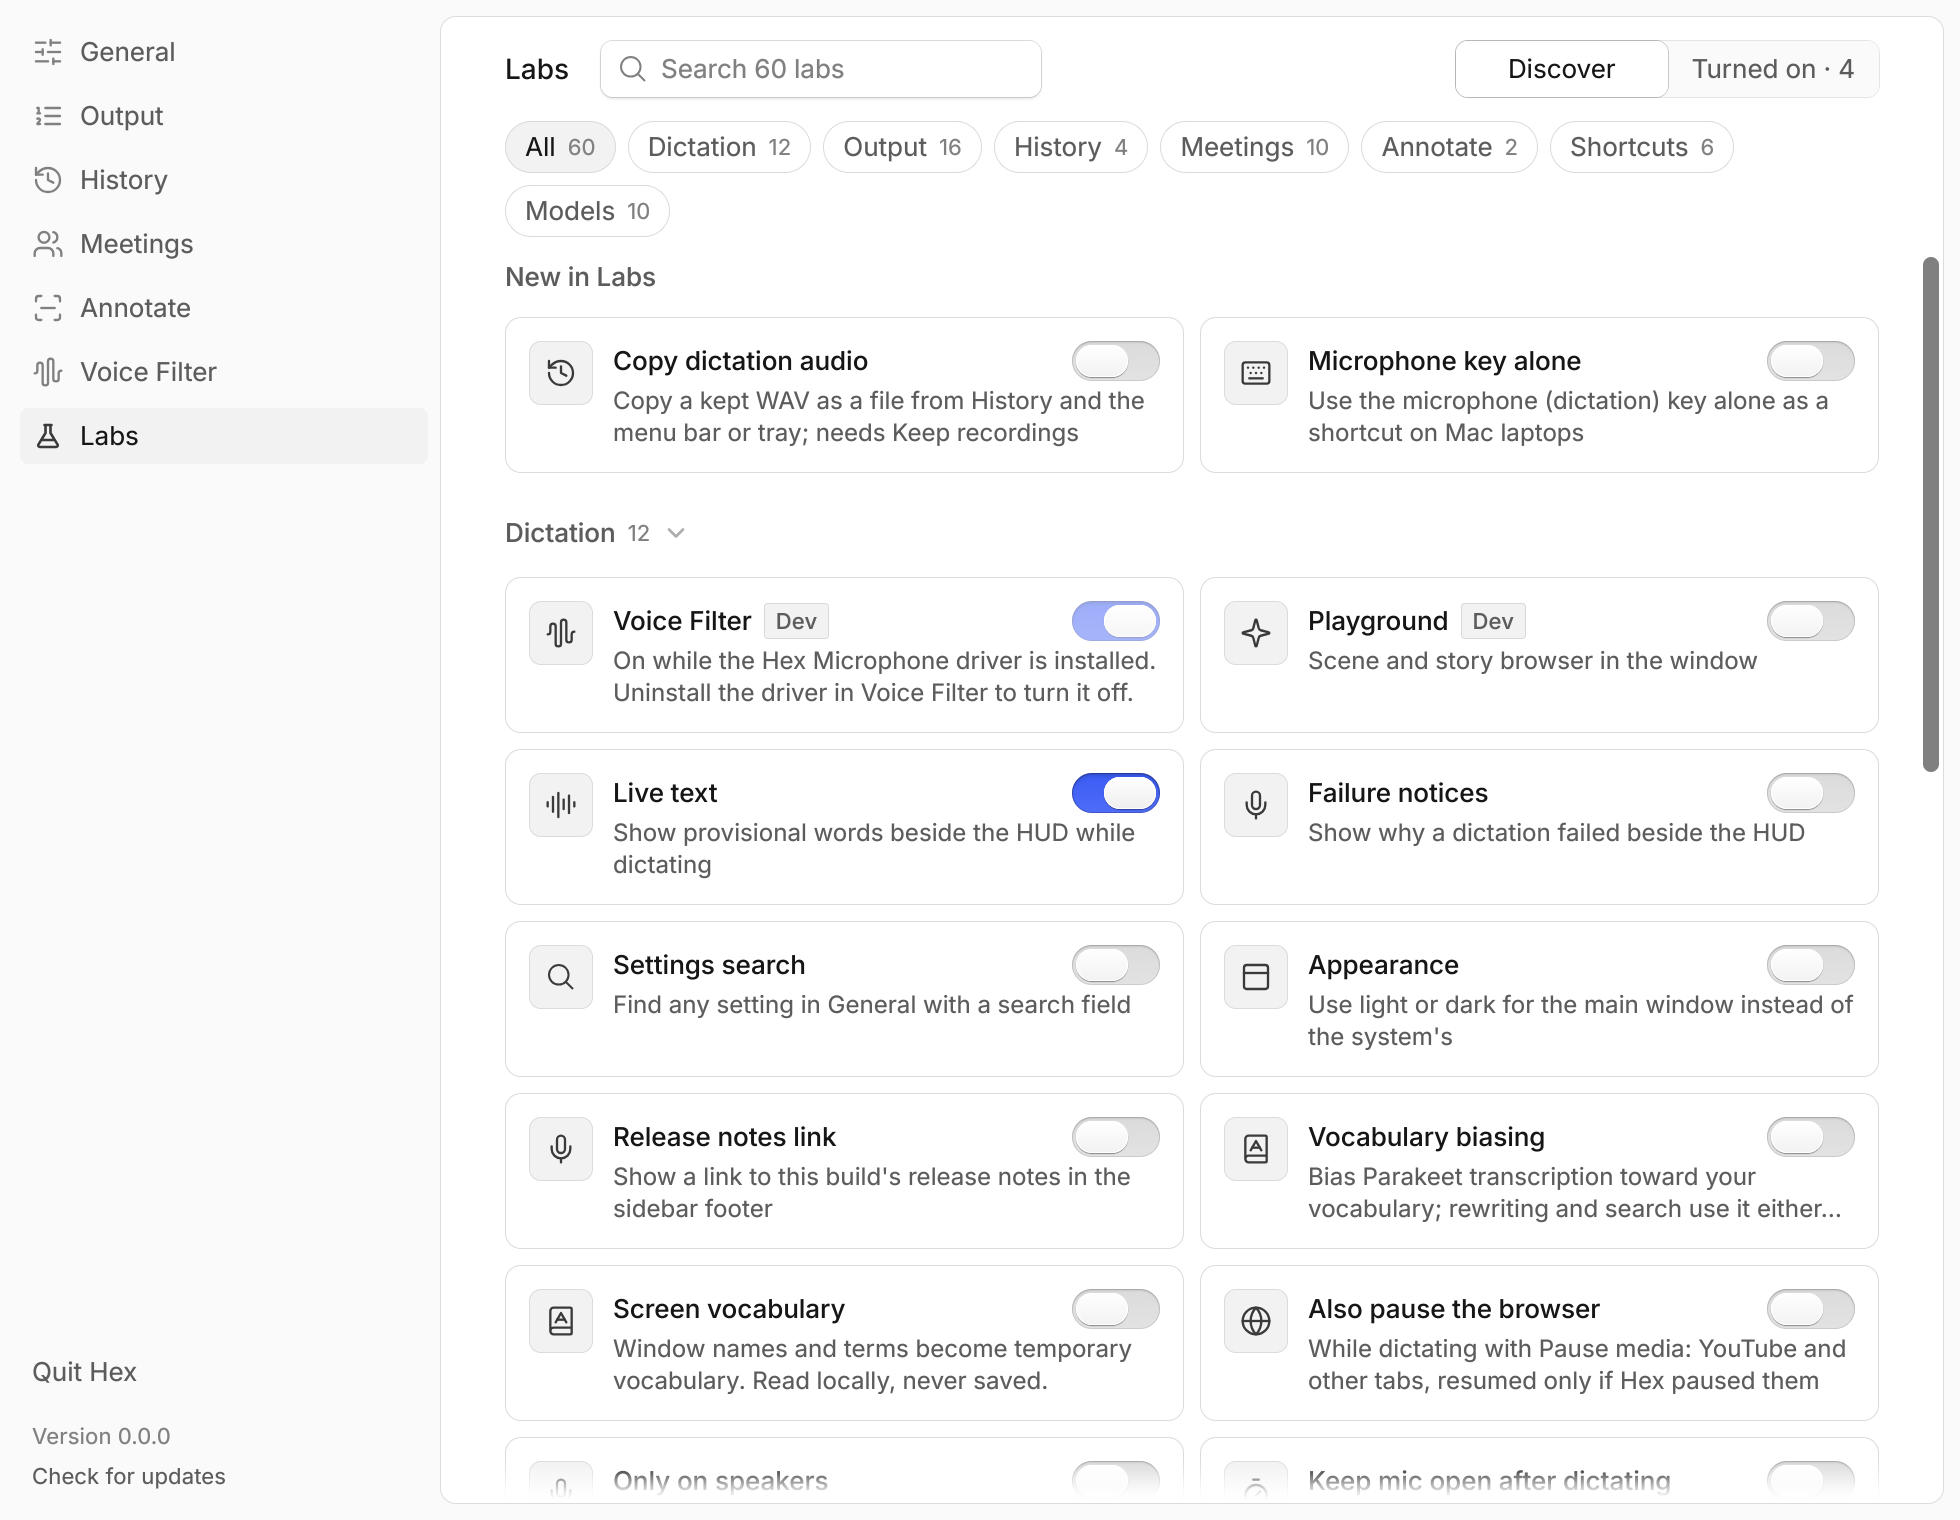 General
Output
History
Meetings
Annotate
Voice Filter
Labs
Quit Hex
Version 0.0.0
Check for updates
Labs
Search 60 labs
Discover
Turned on · 4
All 60
Dictation 12
Output 16
History 4
Meetings 10
Annotate 2
Shortcuts 6
Models 10
New in Labs
Copy dictation audio
Copy a kept WAV as a file from History and the
menu bar or tray; needs Keep recordings
Microphone key alone
Use the microphone (dictation) key alone as a
shortcut on Mac laptops
Dictation 12
Voice Filter Dev
On while the Hex Microphone driver is installed.
Uninstall the driver in Voice Filter to turn it off.
Playground Dev
Scene and story browser in the window
Live text
Show provisional words beside the HUD while
dictating
Failure notices
Show why a dictation failed beside the HUD
Settings search
Find any setting in General with a search field
Appearance
Use light or dark for the main window instead of
the system's
Release notes link
Show a link to this build's release notes in the
sidebar footer
Vocabulary biasing
Bias Parakeet transcription toward your
vocabulary; rewriting and search use it either...
Screen vocabulary
Window names and terms become temporary
vocabulary. Read locally, never saved.
Also pause the browser
While dictating with Pause media: YouTube and
other tabs, resumed only if Hex paused them
Only on speakers
Keep mic open after dictating